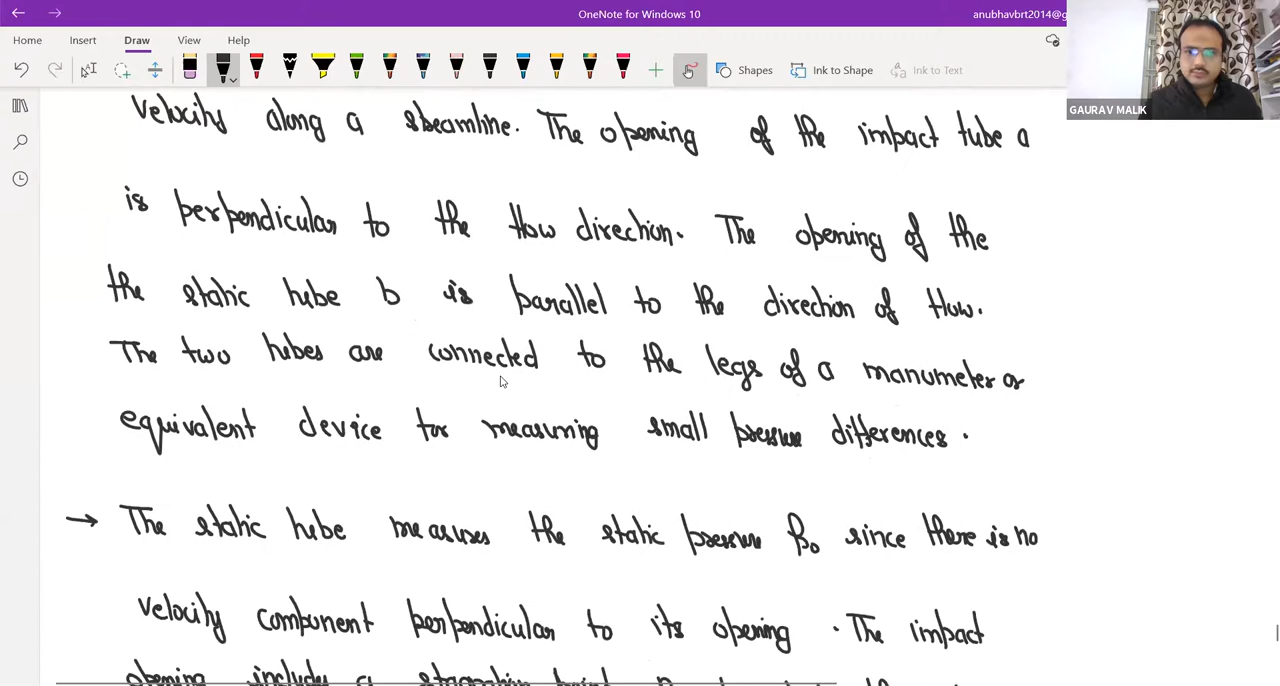 OneNote for Windows 10
anubhavbrt2014@g
Home Insert Draw View Help
Shapes Ink to Shape Ink to Text
GAURAV MALIK
velocity along a streamline. The opening of the impact tube a
is perpendicular to the flow direction. The opening of the
the static tube b is parallel to the direction of flow.
The two tubes are connected to the legs of a manometer or
equivalent device for measuring small pressure differences.
→ The static tube measures the static pressure p₀ since there is no
velocity component perpendicular to its opening. The impact
opening includes a stagnation point